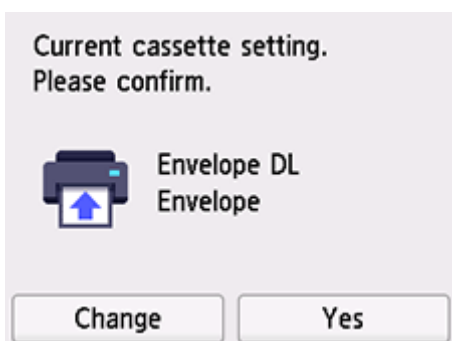 Current cassette setting.
Please confirm.
Envelope DL
Envelope
Change
Yes